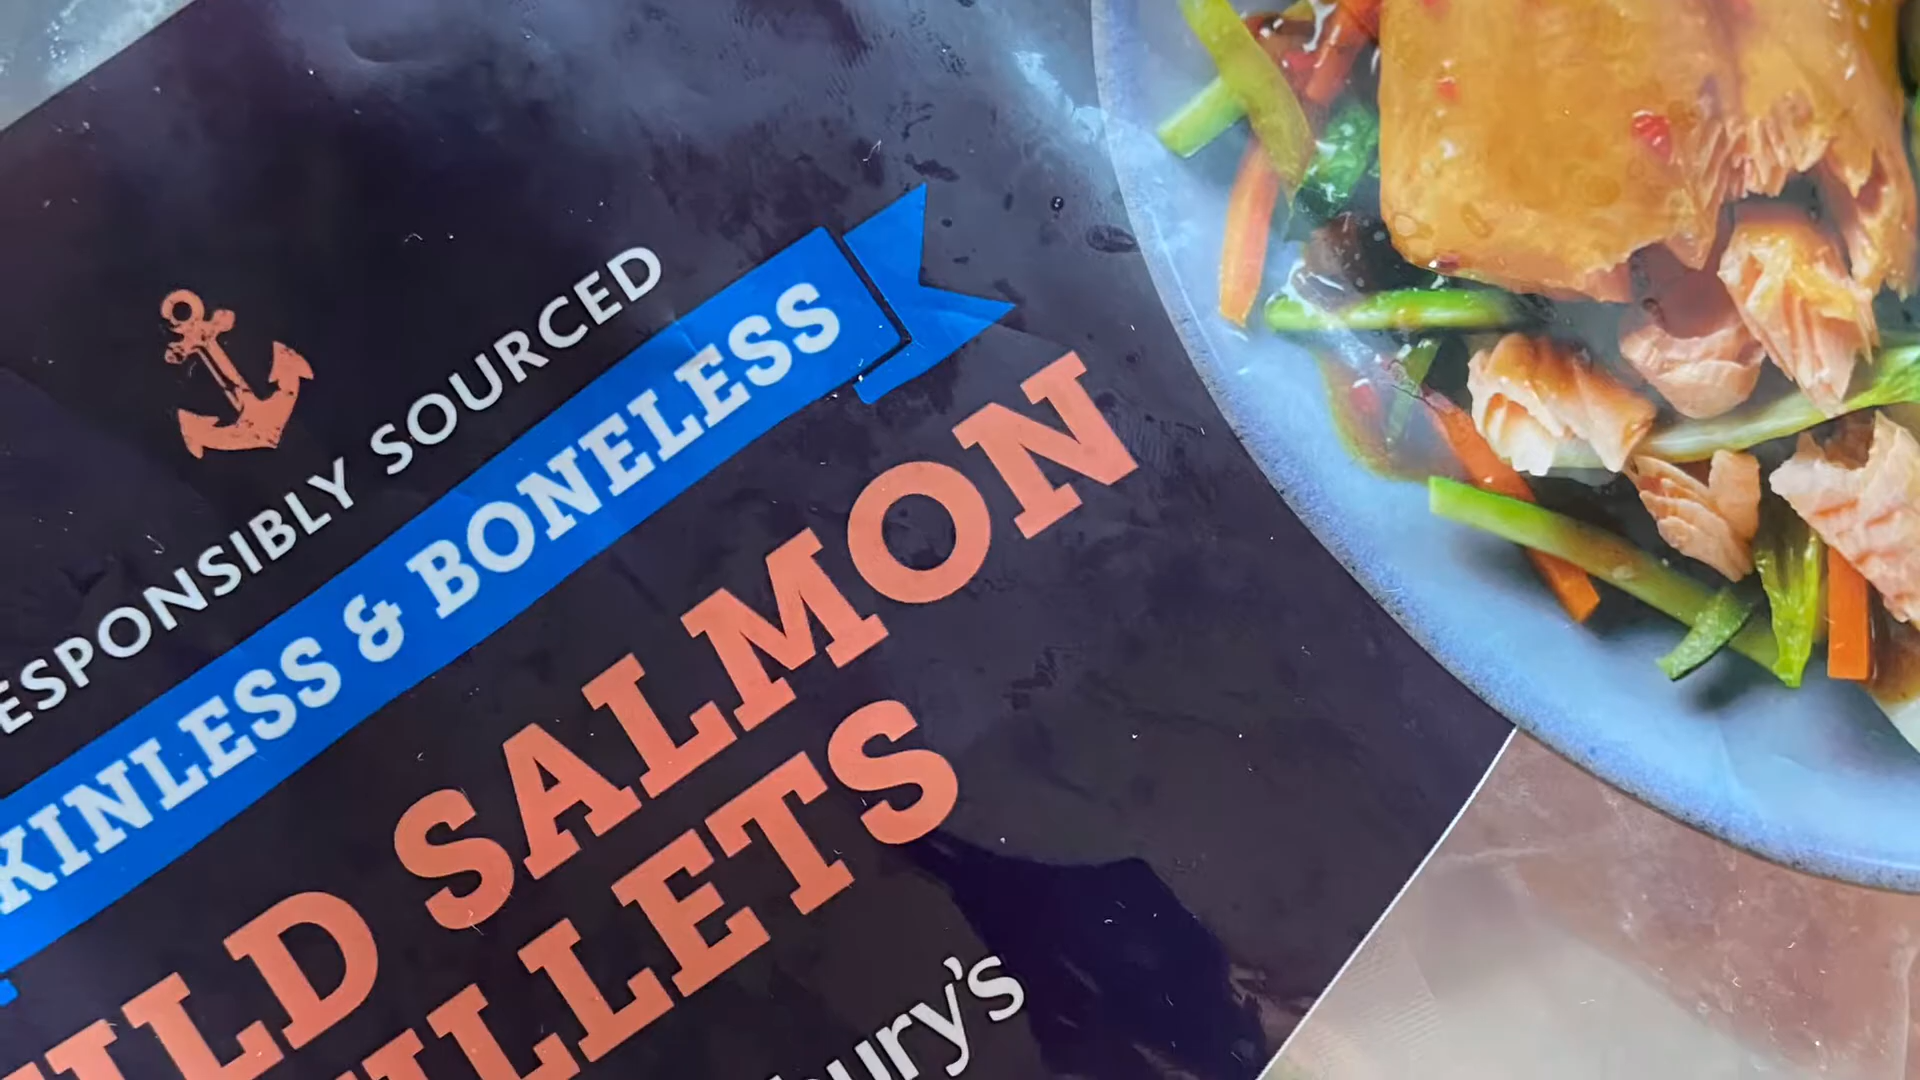 ESPONSIBLY SOURCED
KINLESS & BONELESS
ILD SALMON
ILLETS
bury's